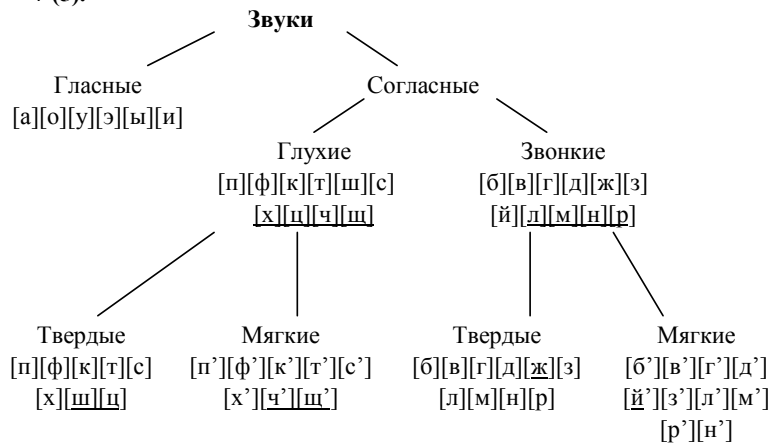 Звуки
Гласные
[а][о][у][э][ы][и]
Согласные
Глухие
[п][ф][к][т][ш][с]
[х][ц][ч][щ]
Звонкие
[б][в][г][д][ж][з]
[й][л][м][н][р]
Твердые
[п][ф][к][т][с]
[х][ш][ц]
Мягкие
[п’][ф’][к’][т’][с’]
[х’][ч’][щ’]
Твердые
[б][в][г][д][ж][з]
[л][м][н][р]
Мягкие
[б’][в’][г’][д’]
[й’][з’][л’][м’]
[р’][н’]